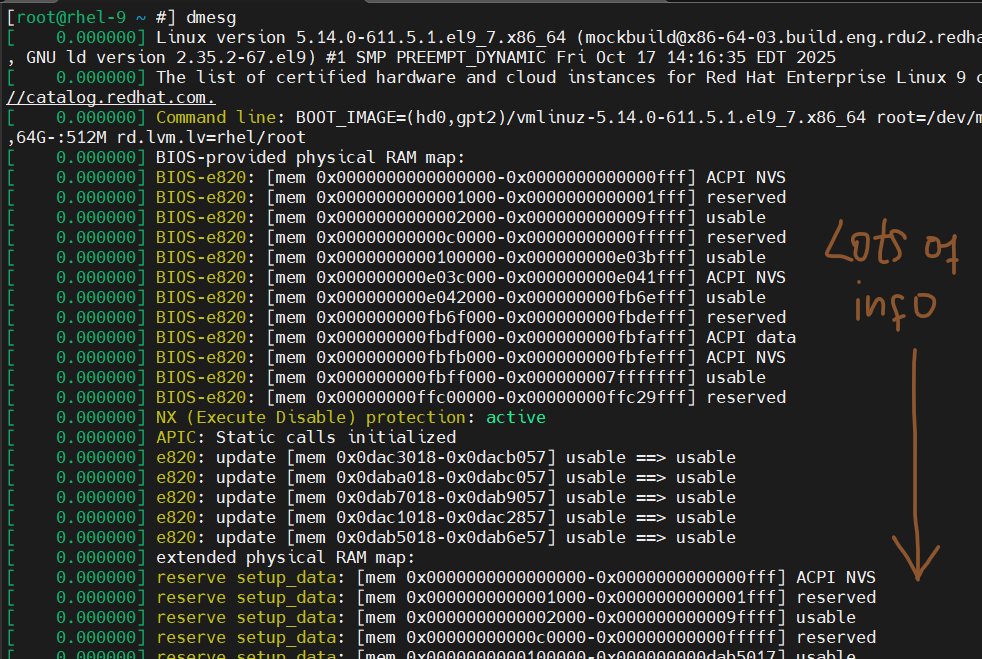 [root@rhel-9 ~ #] dmesg
[    0.000000] Linux version 5.14.0-611.5.1.el9_7.x86_64 (mockbuild@x86-64-03.build.eng.rdu2.redha
, GNU ld version 2.35.2-67.el9) #1 SMP PREEMPT_DYNAMIC Fri Oct 17 14:16:35 EDT 2025
[    0.000000] The list of certified hardware and cloud instances for Red Hat Enterprise Linux 9 c
//catalog.redhat.com.
[    0.000000] Command line: BOOT_IMAGE=(hd0,gpt2)/vmlinuz-5.14.0-611.5.1.el9_7.x86_64 root=/dev/m
,64G-:512M rd.lvm.lv=rhel/root
[    0.000000] BIOS-provided physical RAM map:
[    0.000000] BIOS-e820: [mem 0x0000000000000000-0x0000000000000fff] ACPI NVS
[    0.000000] BIOS-e820: [mem 0x0000000000001000-0x0000000000001fff] reserved
[    0.000000] BIOS-e820: [mem 0x0000000000002000-0x000000000009ffff] usable
[    0.000000] BIOS-e820: [mem 0x00000000000c0000-0x00000000000fffff] reserved
[    0.000000] BIOS-e820: [mem 0x0000000000100000-0x000000000e03bfff] usable
[    0.000000] BIOS-e820: [mem 0x000000000e03c000-0x000000000e041fff] ACPI NVS
[    0.000000] BIOS-e820: [mem 0x000000000e042000-0x000000000fb6efff] usable
[    0.000000] BIOS-e820: [mem 0x000000000fb6f000-0x000000000fbdefff] reserved
[    0.000000] BIOS-e820: [mem 0x000000000fbdf000-0x000000000fbfafff] ACPI data
[    0.000000] BIOS-e820: [mem 0x000000000fbfb000-0x000000000fbfefff] ACPI NVS
[    0.000000] BIOS-e820: [mem 0x000000000fbff000-0x000000007fffffff] usable
[    0.000000] BIOS-e820: [mem 0x00000000ffc00000-0x00000000ffc29fff] reserved
[    0.000000] NX (Execute Disable) protection: active
[    0.000000] APIC: Static calls initialized
[    0.000000] e820: update [mem 0x0dac3018-0x0dacb057] usable ==> usable
[    0.000000] e820: update [mem 0x0daba018-0x0dabc057] usable ==> usable
[    0.000000] e820: update [mem 0x0dab7018-0x0dab9057] usable ==> usable
[    0.000000] e820: update [mem 0x0dac1018-0x0dac2857] usable ==> usable
[    0.000000] e820: update [mem 0x0dab5018-0x0dab6e57] usable ==> usable
[    0.000000] extended physical RAM map:
[    0.000000] reserve setup_data: [mem 0x0000000000000000-0x0000000000000fff] ACPI NVS
[    0.000000] reserve setup_data: [mem 0x0000000000001000-0x0000000000001fff] reserved
[    0.000000] reserve setup_data: [mem 0x0000000000002000-0x000000000009ffff] usable
[    0.000000] reserve setup_data: [mem 0x00000000000c0000-0x00000000000fffff] reserved
[    0.000000] reserve setup_data: [mem 0x0000000000100000-0x000000000dab5017] usable
Lots of
info